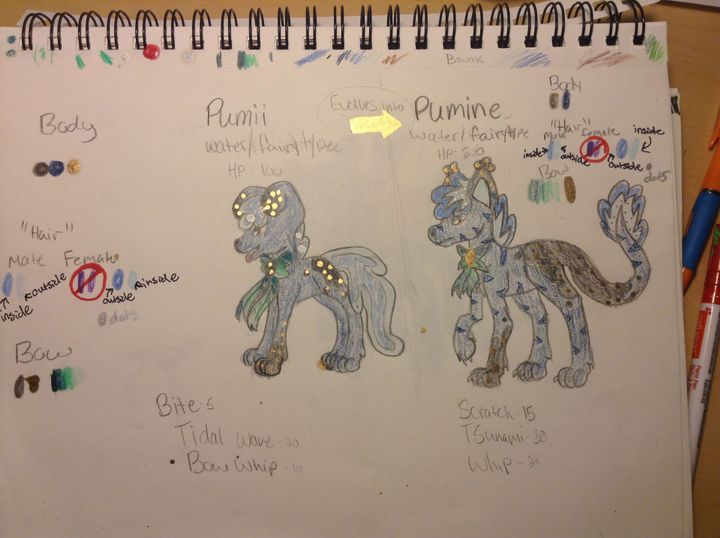 Bowove
Body
"Hair"
Male Female
outside
inside
outside
inside
dots
Bow
Pumii
Water/fairy type
HP: 100
Bite-5
Tidal wave-20
• Bow Whip-10
Evolves into
Pumine
Water/fairy type
Scratch-15
Tsunami-30
Whip-20
Body
"Hair"
Male female
inside
outside
outside
inside
Bow
dots